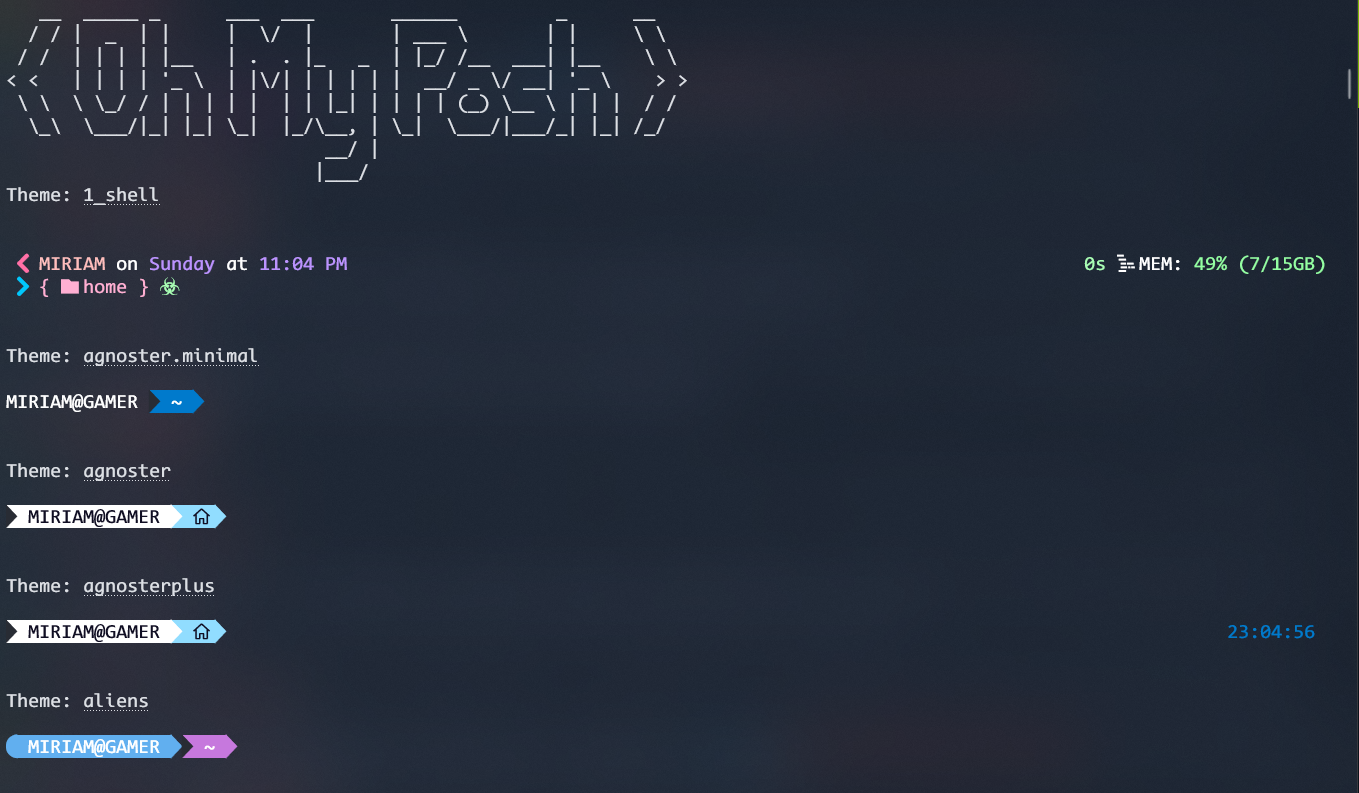 Oh My Posh
Theme: 1_shell
MIRIAM on Sunday at 11:04 PM
0s MEM: 49% (7/15GB)
{ home }
Theme: agnoster.minimal
MIRIAM@GAMER ~
Theme: agnoster
MIRIAM@GAMER
Theme: agnosterplus
MIRIAM@GAMER
23:04:56
Theme: aliens
MIRIAM@GAMER ~